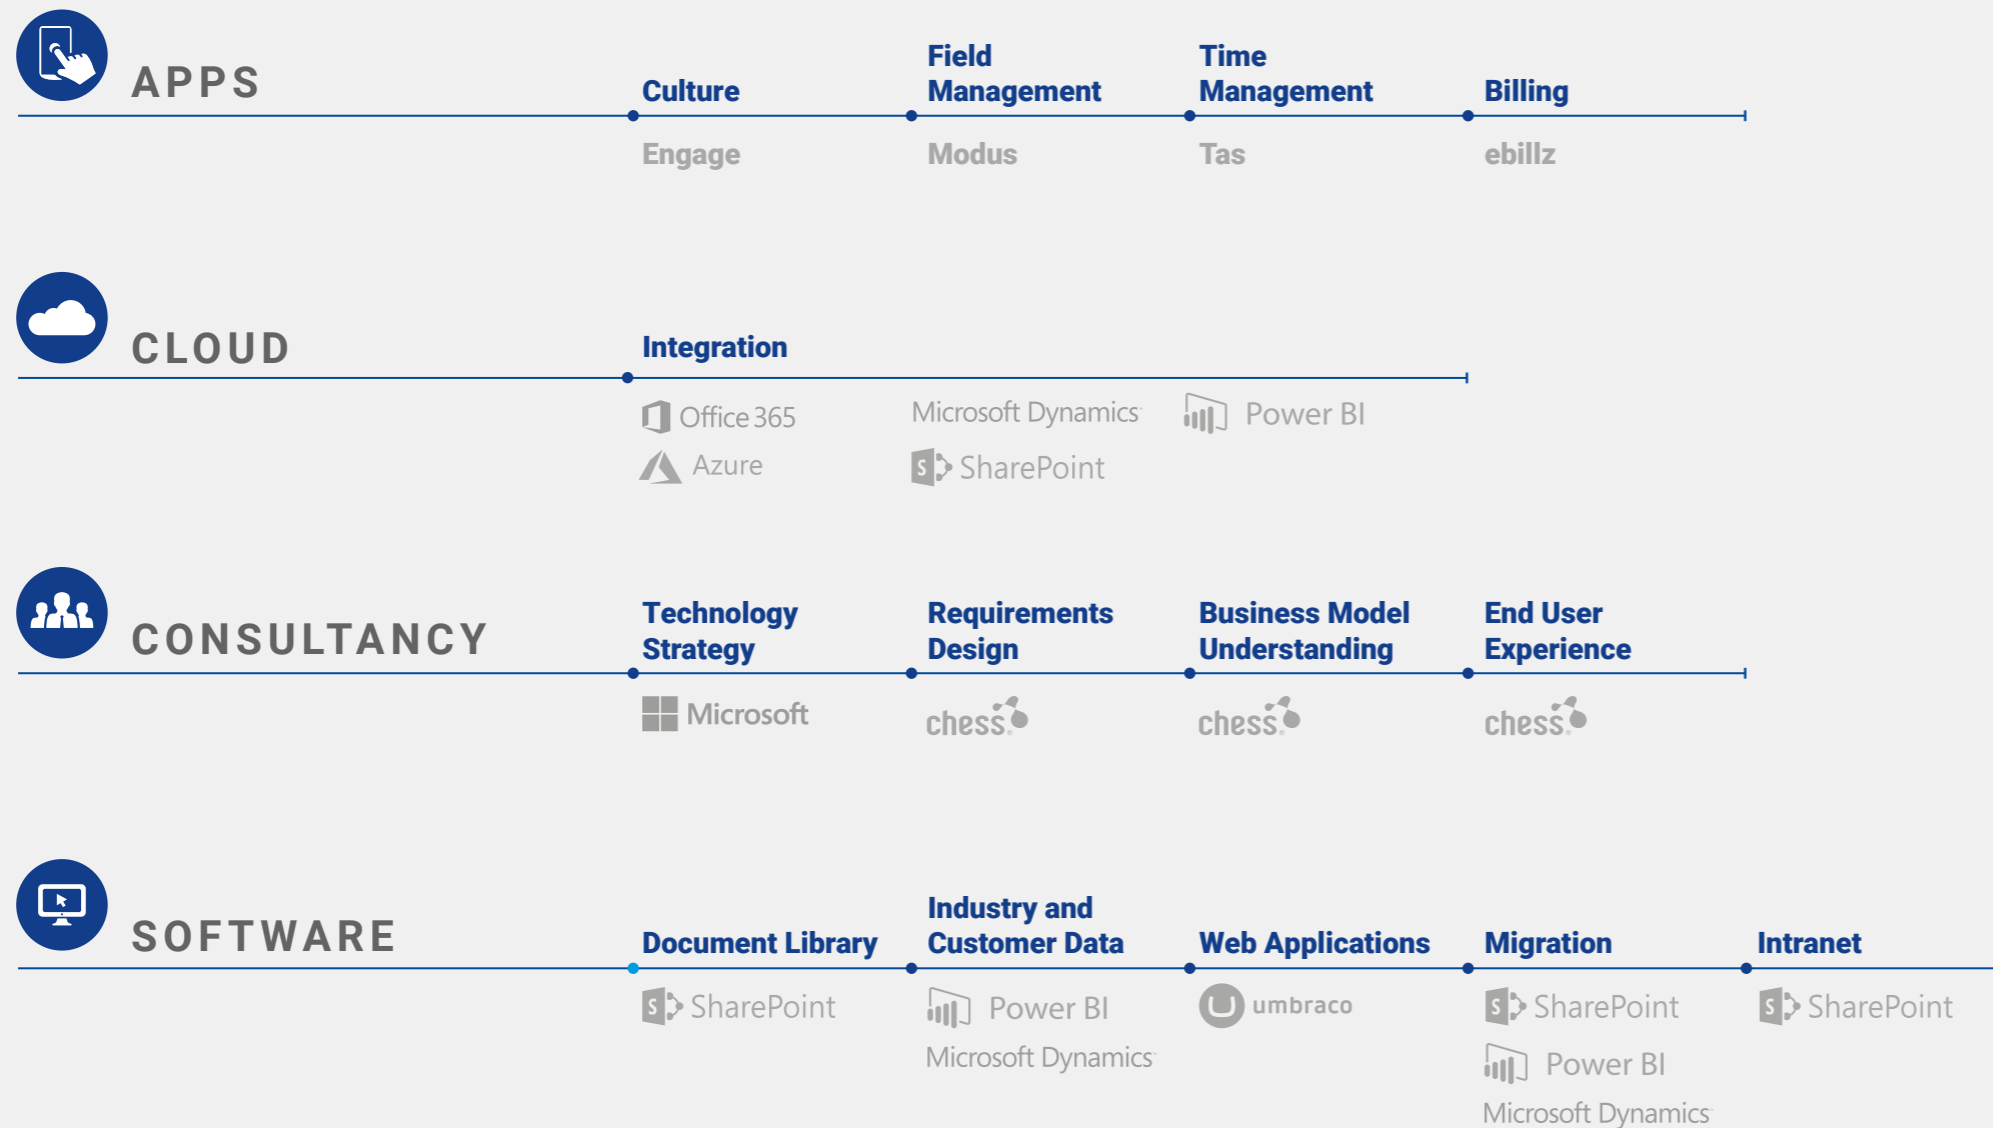 APPS
Culture
Field
Management
Time
Management
Billing
Engage
Modus
Tas
ebillz
CLOUD
Integration
Office 365
Microsoft Dynamics
Power BI
Azure
SharePoint
CONSULTANCY
Technology
Strategy
Requirements
Design
Business Model
Understanding
End User
Experience
Microsoft
chess
chess
chess
SOFTWARE
Document Library
Industry and
Customer Data
Web Applications
Migration
Intranet
SharePoint
Power BI
Microsoft Dynamics
umbraco
SharePoint
Power BI
Microsoft Dynamics
SharePoint